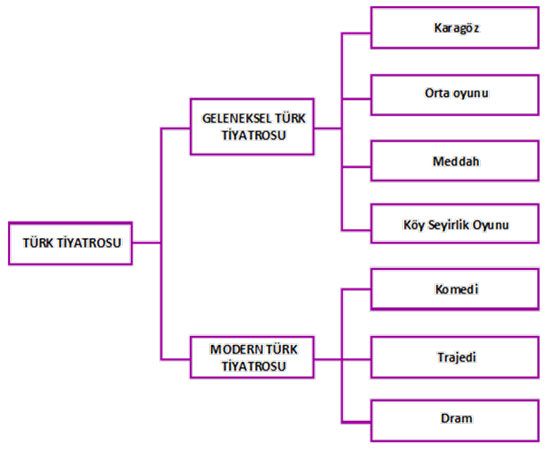 TÜRK TİYATROSU
GELENEKSEL TÜRK
TİYATROSU
Karagöz
Orta oyunu
Meddah
Köy Seyirlik Oyunu
MODERN TÜRK
TİYATROSU
Komedi
Trajedi
Dram